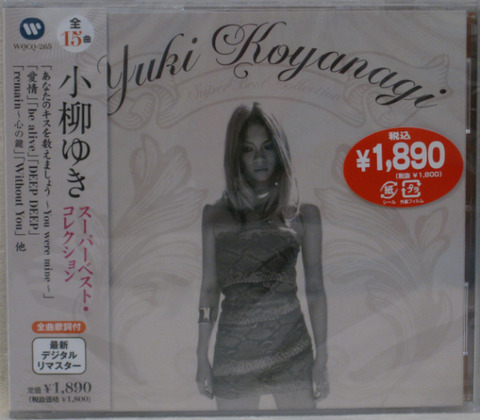 WQCQ-265
全
15曲
小柳ゆき
スーパーベスト・
コレクション
「あなたのキスを数えましょう 〜You were mine〜」
「愛情」「be alive」「DEEP DEEP」
「remain〜心の鍵」「Without You」 他
全曲歌詞付
最新
デジタル
リマスター
定価 ¥1,890
(税抜価格 ¥1,800)
Yuki Koyanagi
Super Best Collection
税込
¥1,890
(税抜 ¥1,800)
紙
プラ
シール
外装フィルム